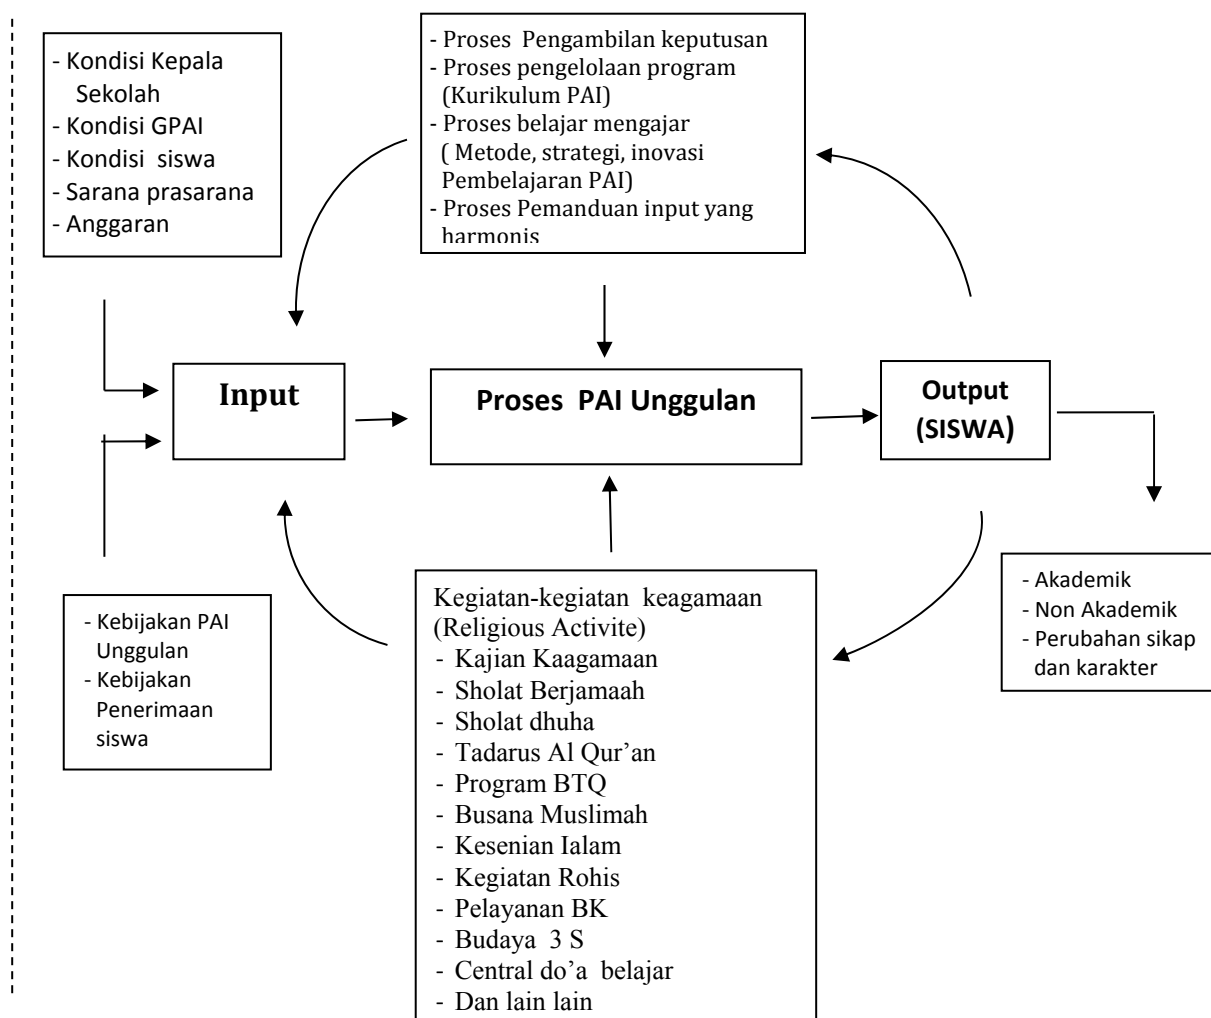 - Kondisi Kepala
Sekolah
- Kondisi GPAI
- Kondisi siswa
- Sarana prasarana
- Anggaran
- Proses Pengambilan keputusan
- Proses pengelolaan program
(Kurikulum PAI)
- Proses belajar mengajar
( Metode, strategi, inovasi
Pembelajaran PAI)
- Proses Pemanduan input yang
harmonis
Input
Proses PAI Unggulan
Output
(SISWA)
- Kebijakan PAI
Unggulan
- Kebijakan
Penerimaan
siswa
Kegiatan-kegiatan keagamaan
(Religious Activite)
- Kajian Kaagamaan
- Sholat Berjamaah
- Sholat dhuha
- Tadarus Al Qur’an
- Program BTQ
- Busana Muslimah
- Kesenian Ialam
- Kegiatan Rohis
- Pelayanan BK
- Budaya 3 S
- Central do’a belajar
- Dan lain lain
- Akademik
- Non Akademik
- Perubahan sikap
dan karakter